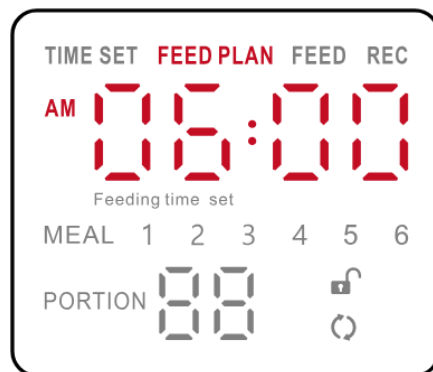 TIME SET FEED PLAN FEED REC
AM 06:00
Feeding time set
MEAL 1 2 3 4 5 6
PORTION 88